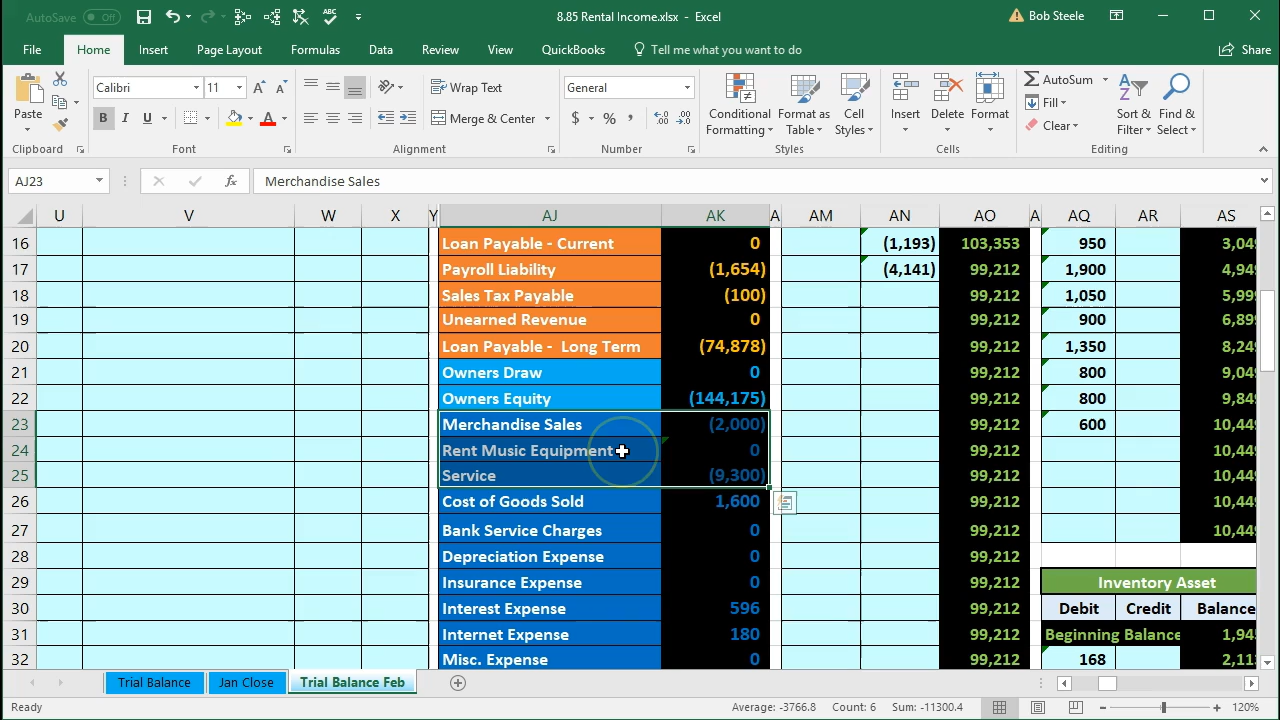 AutoSave Off 8.85 Rental Income.xlsx - Excel Bob Steele
File Home Insert Page Layout Formulas Data Review View QuickBooks Tell me what you want to do Share
Calibri 11 Wrap Text General AutoSum
Paste B I U Merge & Center $ % , Conditional Formatting Format as Table Cell Styles Insert Delete Format Fill Clear Sort & Filter Find & Select
Clipboard Font Alignment Number Styles Cells Editing
AJ23 fx Merchandise Sales
U V W X Y AJ AK A AM AN AO A AQ AR AS
16 Loan Payable - Current 0 (1,193) 103,353 950
17 Payroll Liability (1,654) (4,141) 99,212 1,900
18 Sales Tax Payable (100) 99,212 1,050
19 Unearned Revenue 0 99,212 900
20 Loan Payable - Long Term (74,878) 99,212 1,350
21 Owners Draw 0 99,212 800
22 Owners Equity (144,175) 99,212 800
23 Merchandise Sales (2,000) 99,212 600
24 Rent Music Equipment 0 99,212
25 Service (9,300) 99,212
26 Cost of Goods Sold 1,600 99,212
27 Bank Service Charges 0 99,212
28 Depreciation Expense 0 99,212
29 Insurance Expense 0 99,212 Inventory Asset
30 Interest Expense 596 99,212 Debit Credit Balance
31 Internet Expense 180 99,212 Beginning Balance
32 Misc. Expense 0 99,212 168
Trial Balance Jan Close Trial Balance Feb
Ready Average: -3766.8 Count: 6 Sum: -11300.4 120%